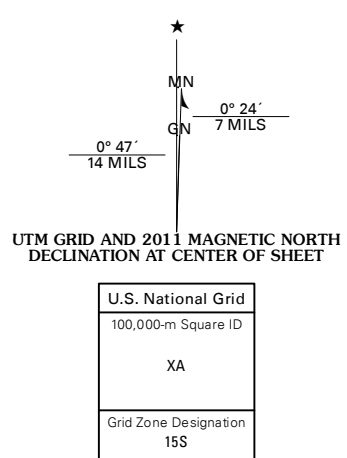 ★
MN
0° 24´
7 MILS
GN
0° 47´
14 MILS
UTM GRID AND 2011 MAGNETIC NORTH
DECLINATION AT CENTER OF SHEET
U.S. National Grid
100,000-m Square ID
XA
Grid Zone Designation
15S